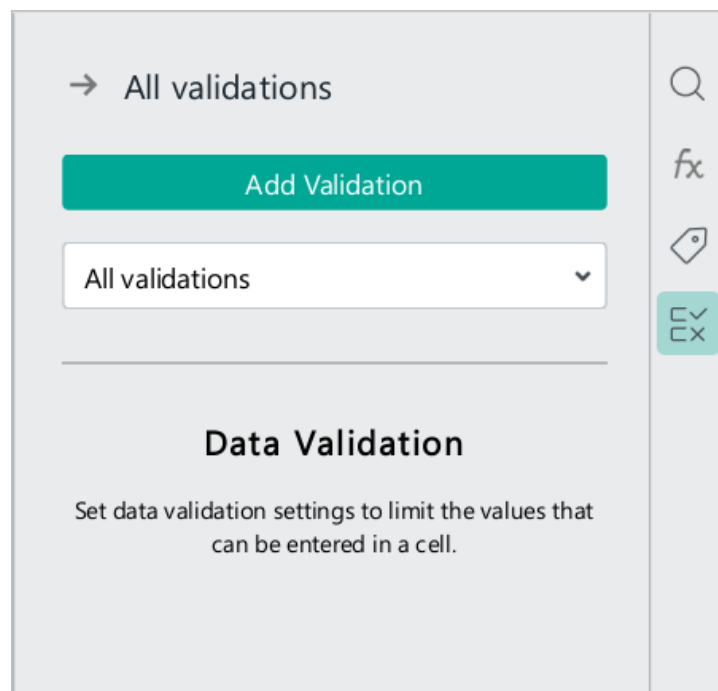 All validations
Add Validation
All validations
Data Validation
Set data validation settings to limit the values that
can be entered in a cell.
fx